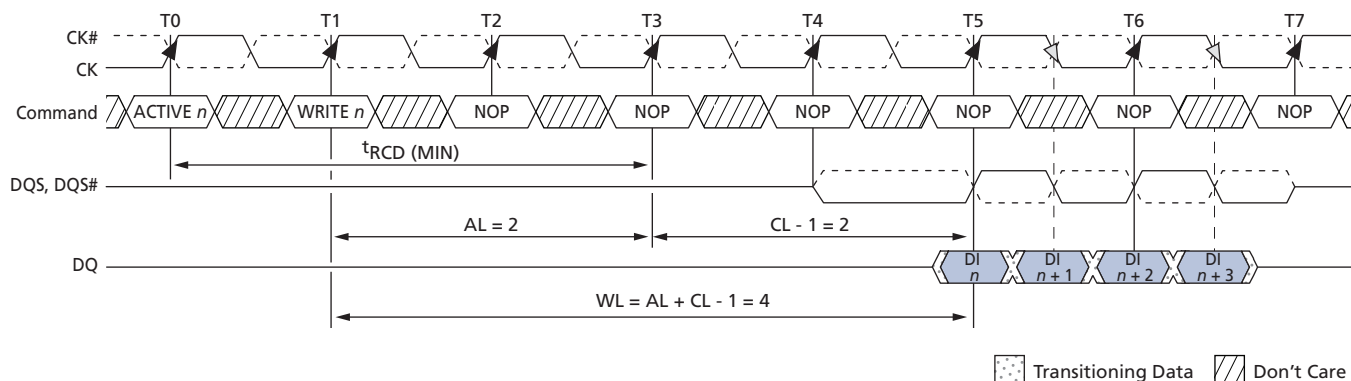 T0 T1 T2 T3 T4 T5 T6 T7
CK#
CK
Command ACTIVE n WRITE n NOP NOP NOP NOP NOP NOP
tRCD (MIN)
DQS, DQS#
AL = 2 CL - 1 = 2
DQ DI n DI n + 1 DI n + 2 DI n + 3
WL = AL + CL - 1 = 4
Transitioning Data Don't Care